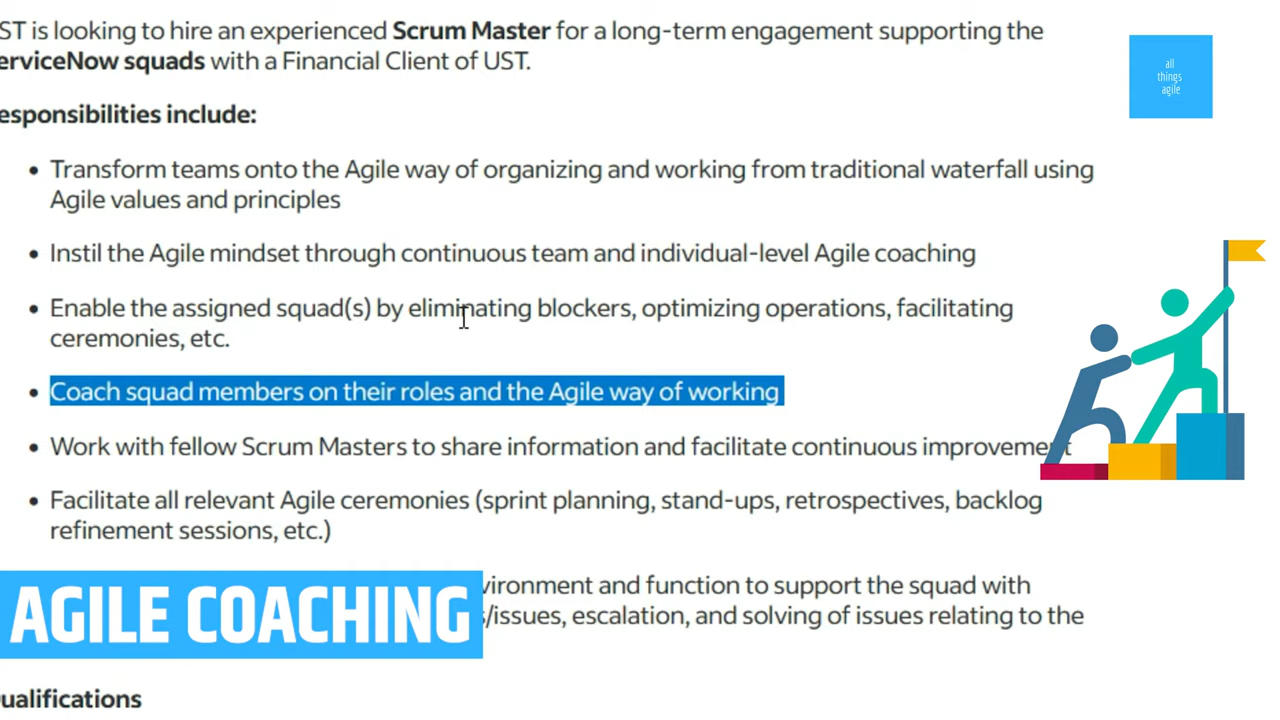 ST is looking to hire an experienced Scrum Master for a long-term engagement supporting the
erviceNow squads with a Financial Client of UST.
all
things
agile
esponsibilities include:
• Transform teams onto the Agile way of organizing and working from traditional waterfall using
Agile values and principles
• Instil the Agile mindset through continuous team and individual-level Agile coaching
• Enable the assigned squad(s) by eliminating blockers, optimizing operations, facilitating
ceremonies, etc.
• Coach squad members on their roles and the Agile way of working
• Work with fellow Scrum Masters to share information and facilitate continuous improvement
• Facilitate all relevant Agile ceremonies (sprint planning, stand-ups, retrospectives, backlog
refinement sessions, etc.)
vironment and function to support the squad with
s/issues, escalation, and solving of issues relating to the
AGILE COACHING
ualifications